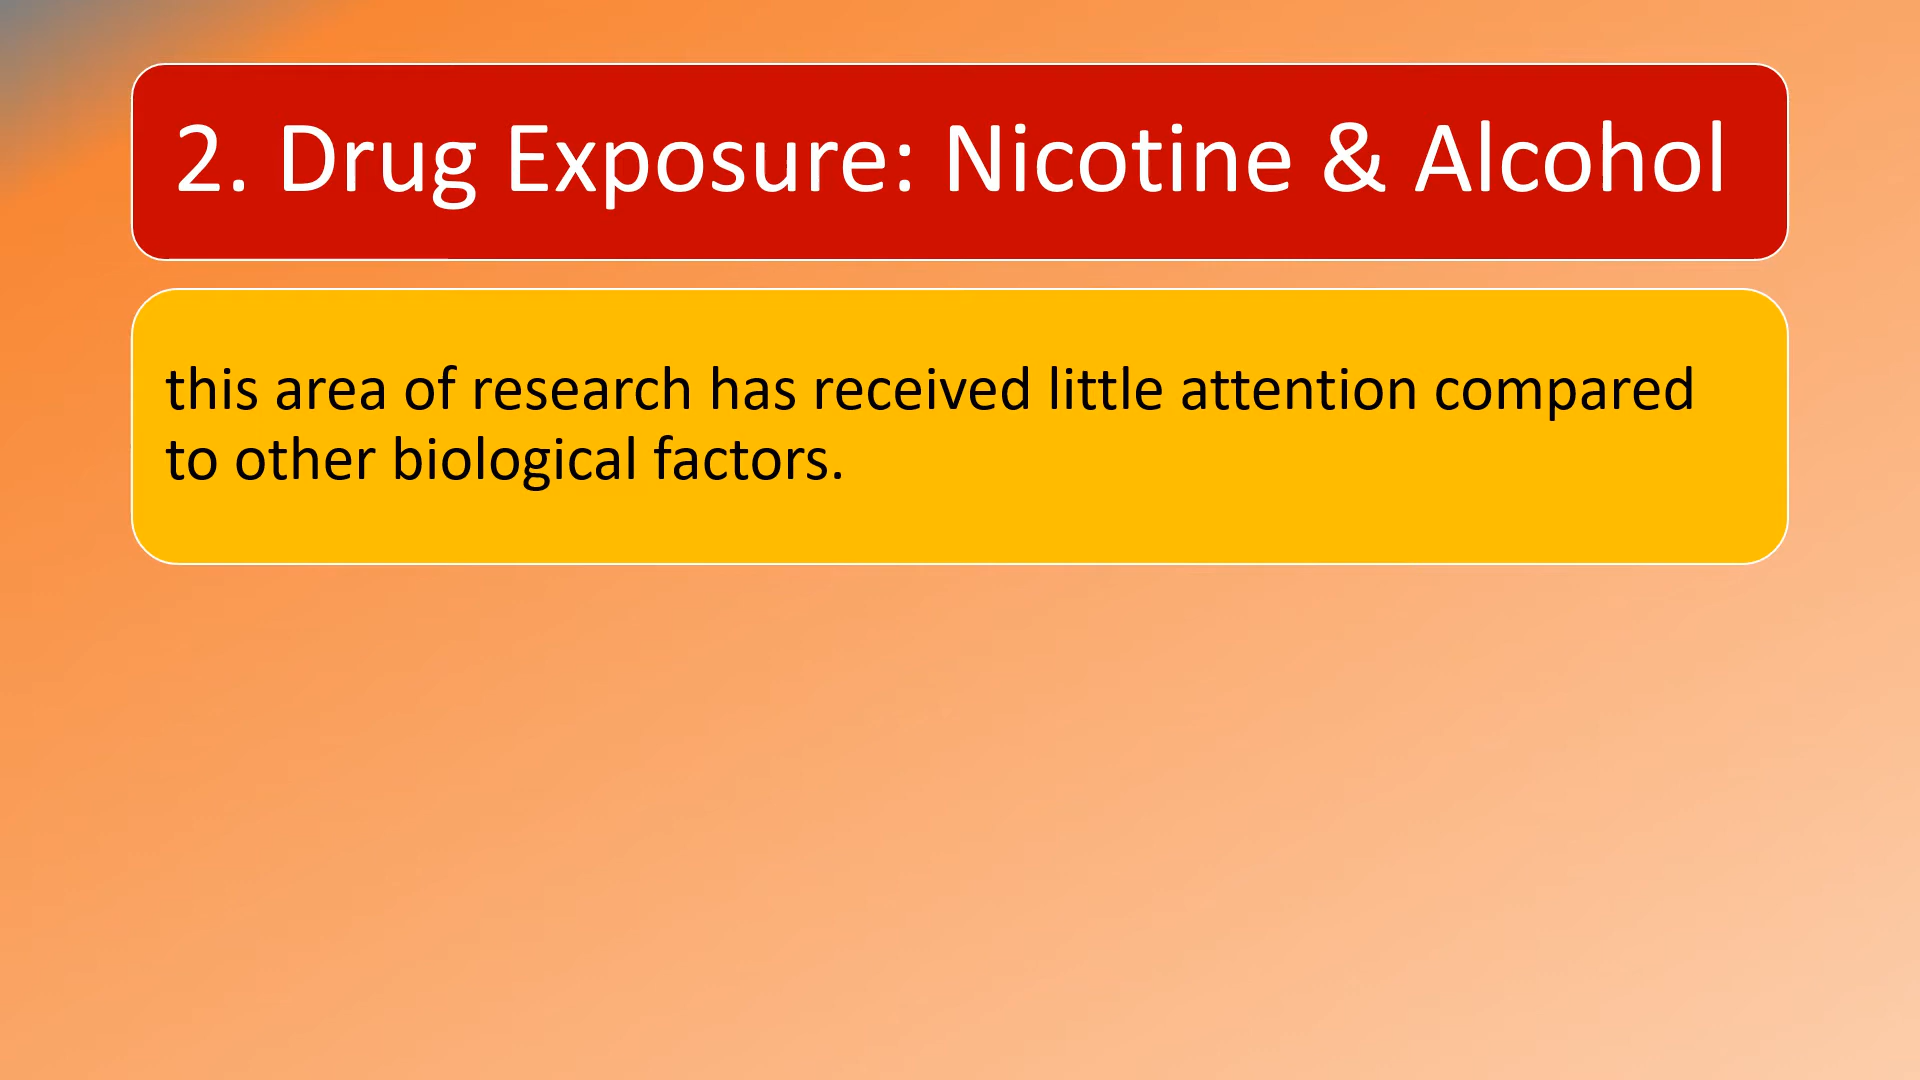 2. Drug Exposure: Nicotine & Alcohol
this area of research has received little attention compared
to other biological factors.